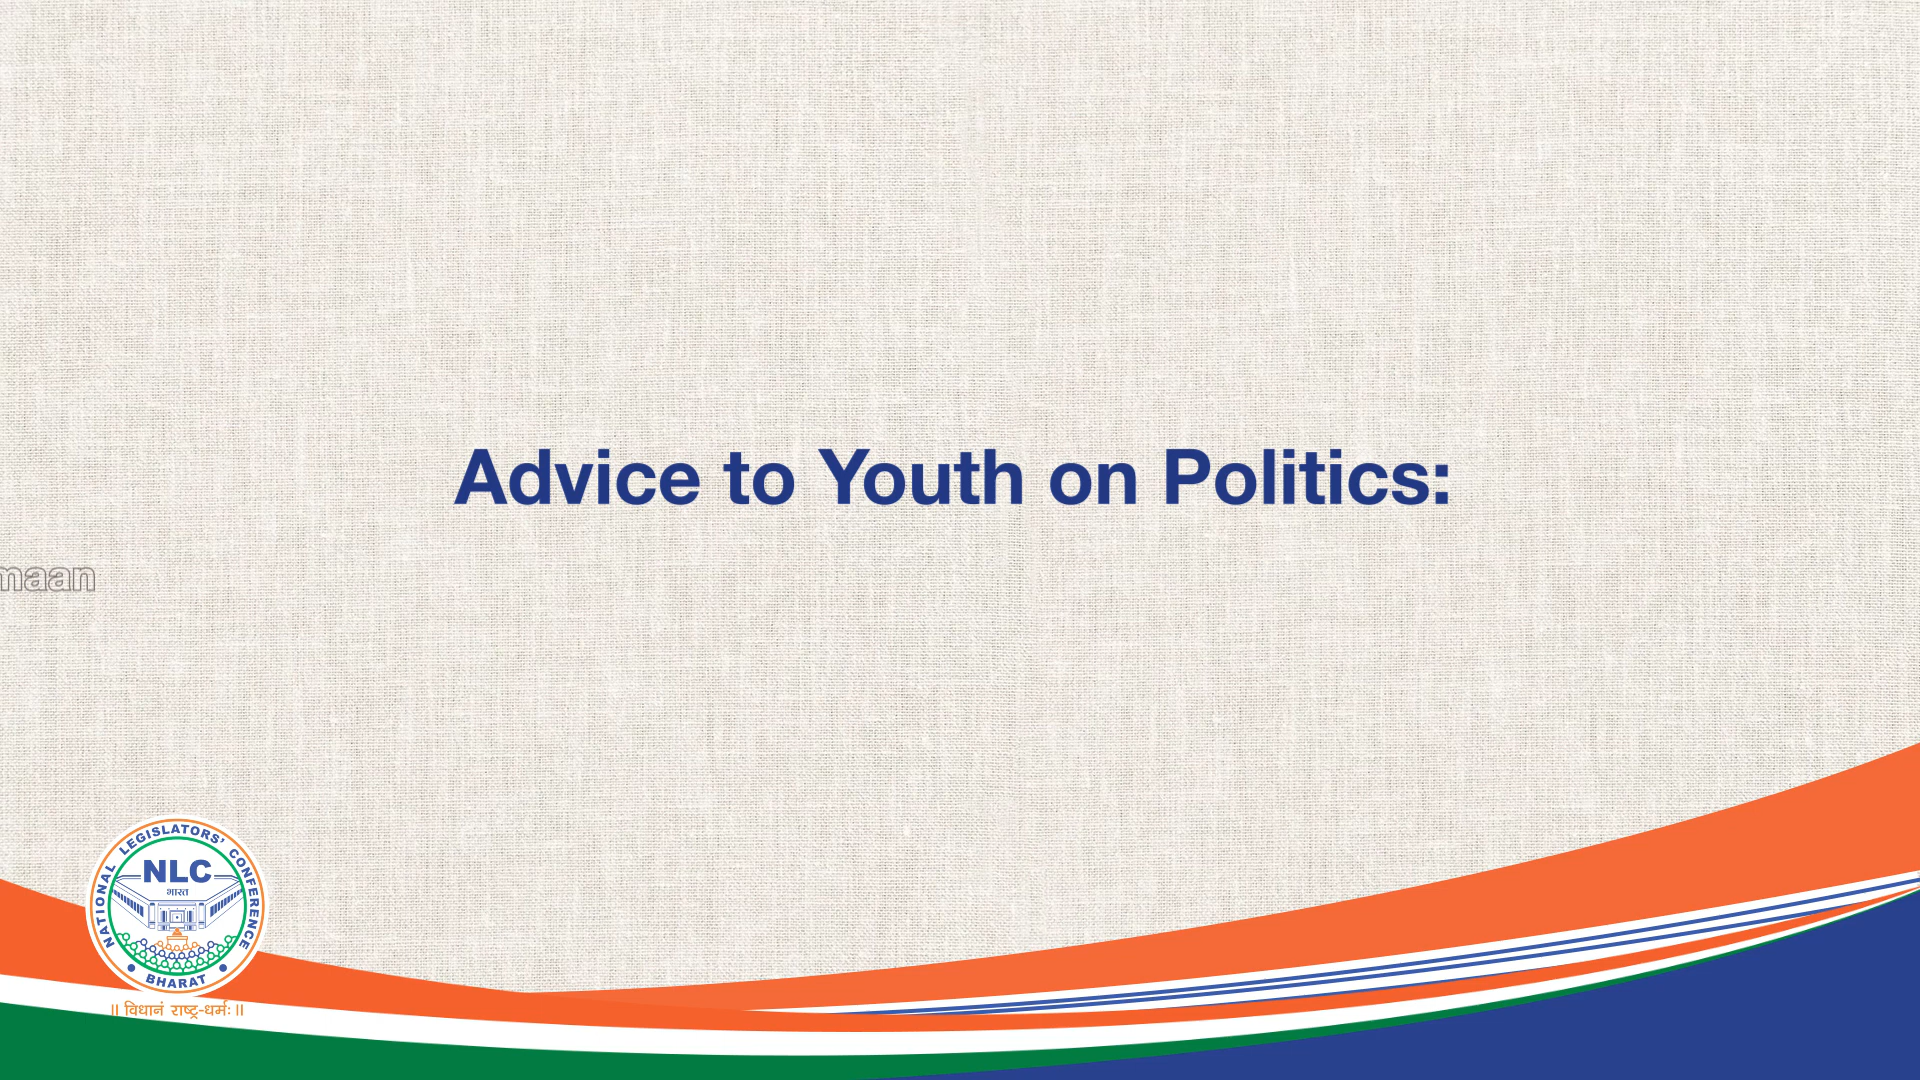 Advice to Youth on Politics:
maan
NATIONAL LEGISLATORS' CONFERENCE
NLC
भारत
BHARAT
॥ विधानं राष्ट्र-धर्मः ॥